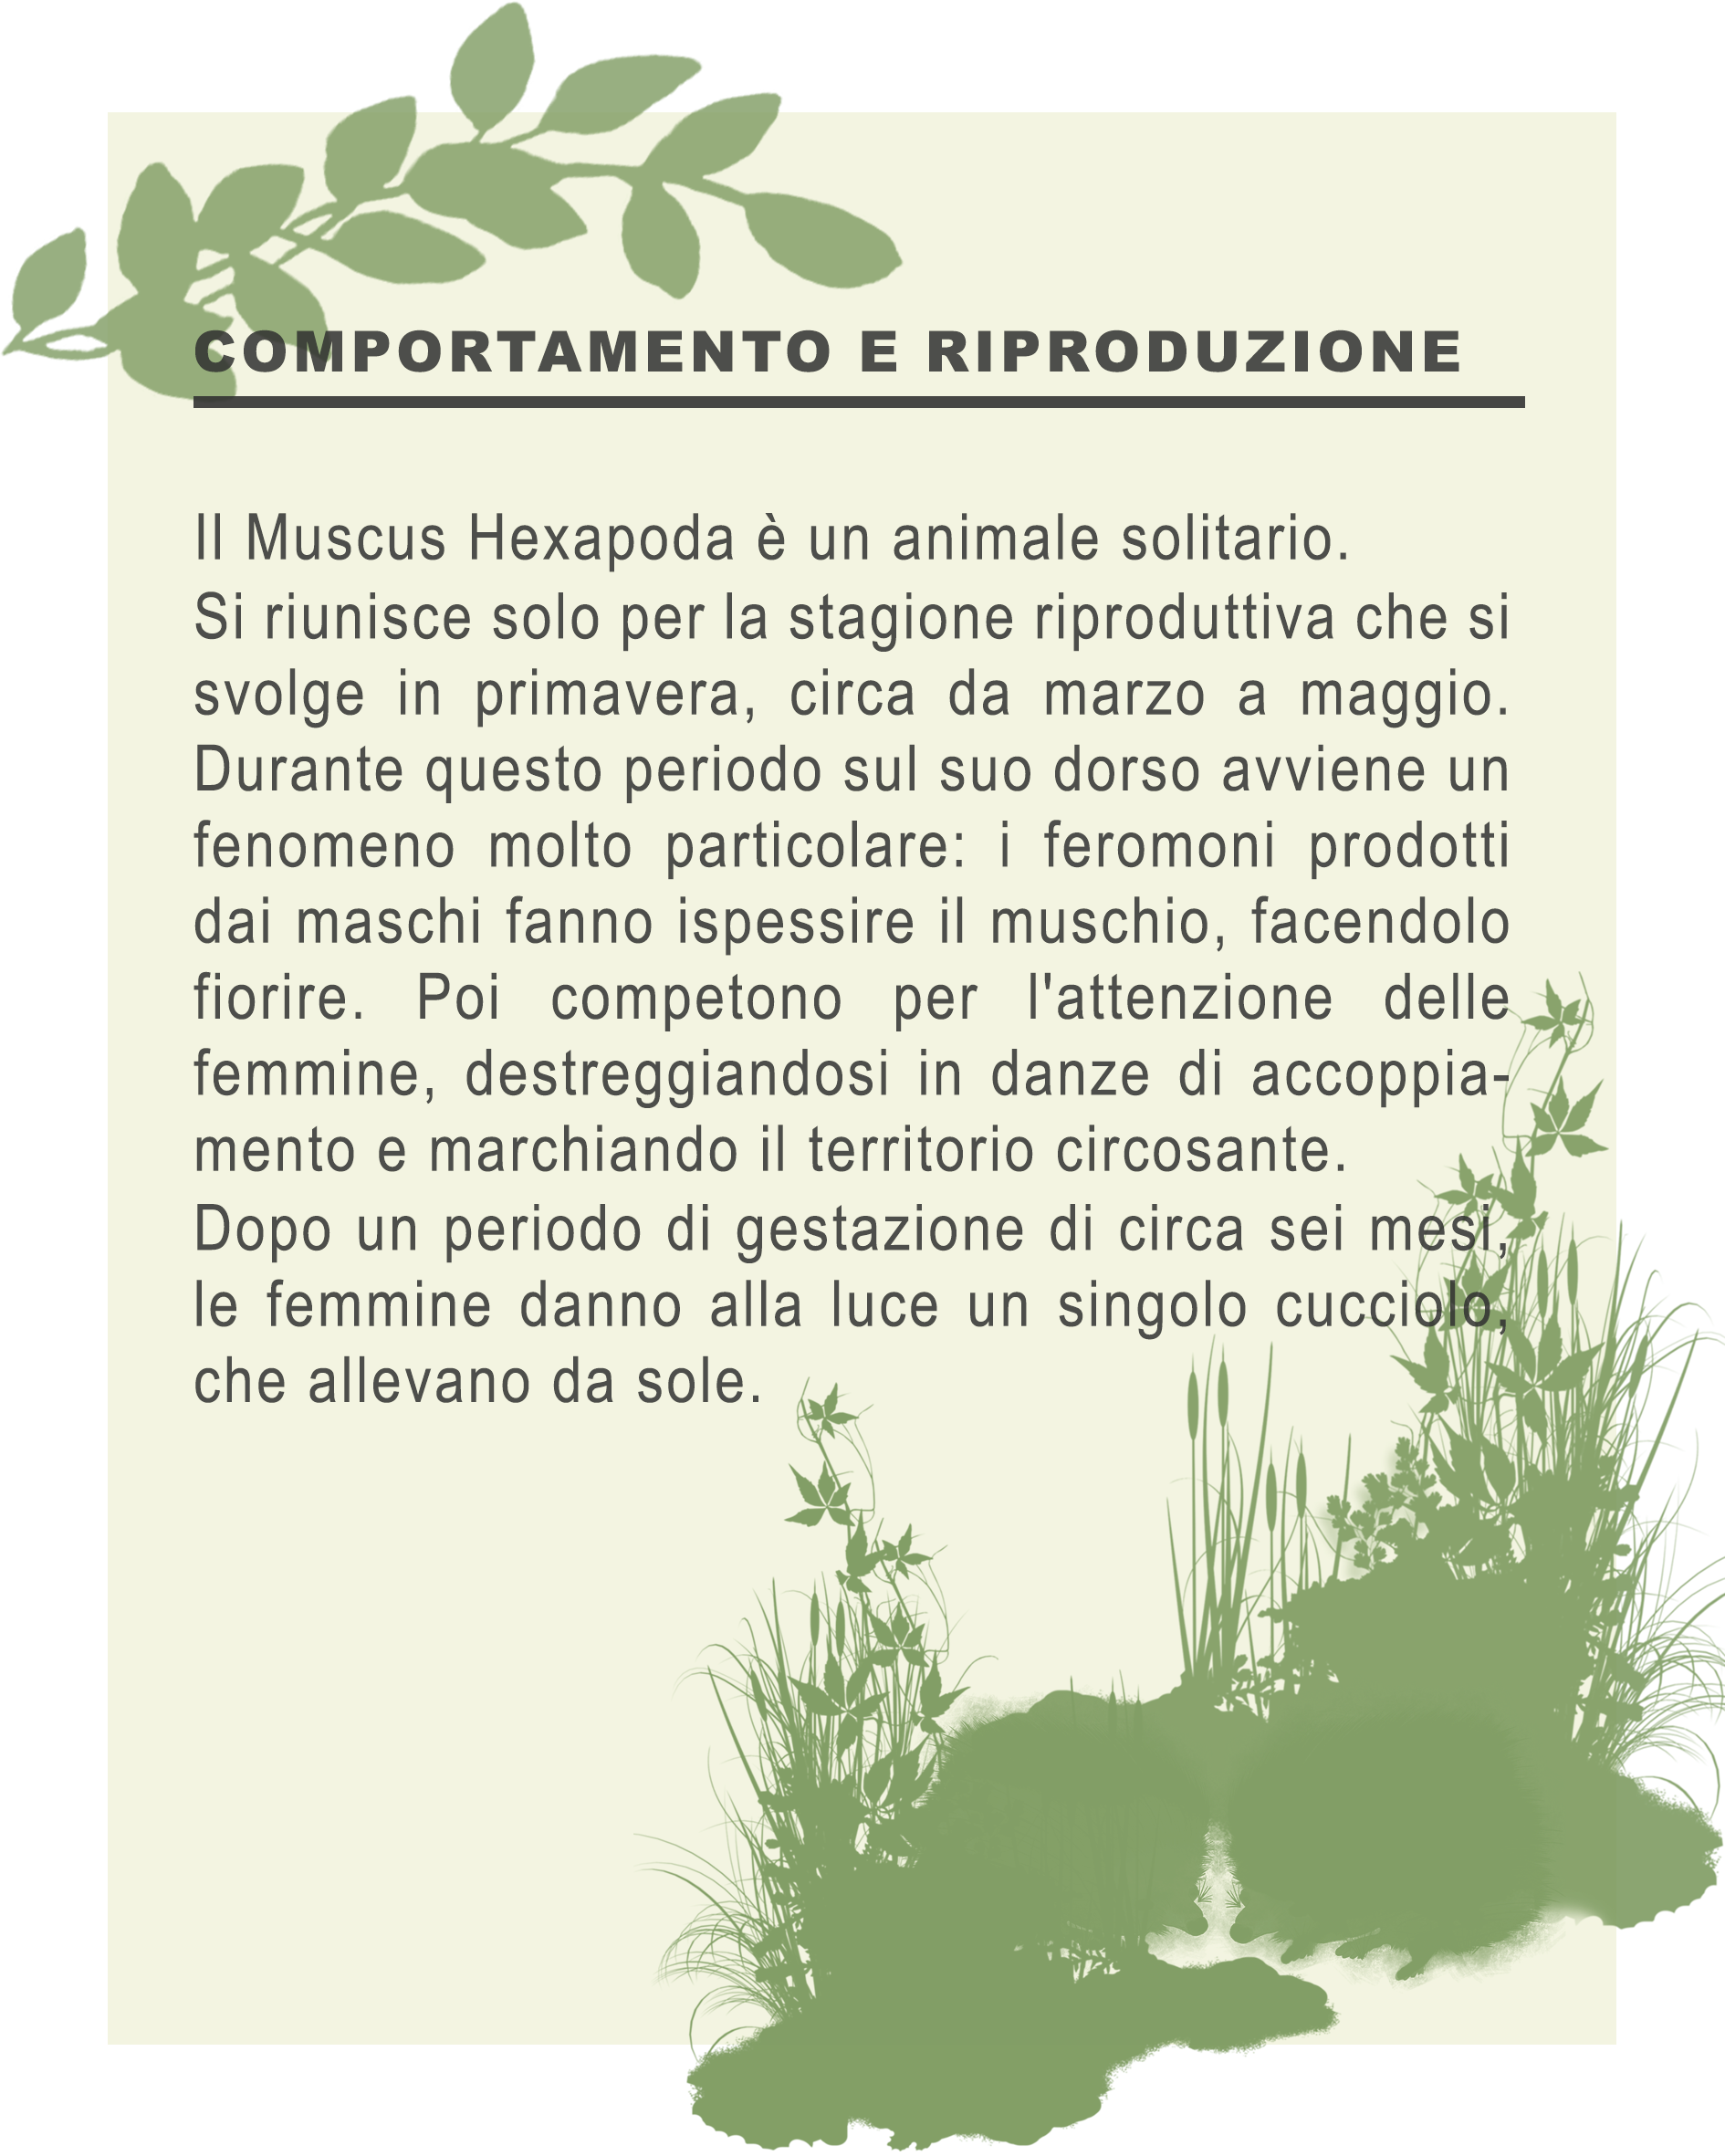 COMPORTAMENTO E RIPRODUZIONE
Il Muscus Hexapoda è un animale solitario.
Si riunisce solo per la stagione riproduttiva che si
svolge in primavera, circa da marzo a maggio.
Durante questo periodo sul suo dorso avviene un
fenomeno molto particolare: i feromoni prodotti
dai maschi fanno ispessire il muschio, facendolo
fiorire. Poi competono per l'attenzione delle
femmine, destreggiandosi in danze di accoppia-
mento e marchiando il territorio circosante.
Dopo un periodo di gestazione di circa sei mesi,
le femmine danno alla luce un singolo cucciolo,
che allevano da sole.